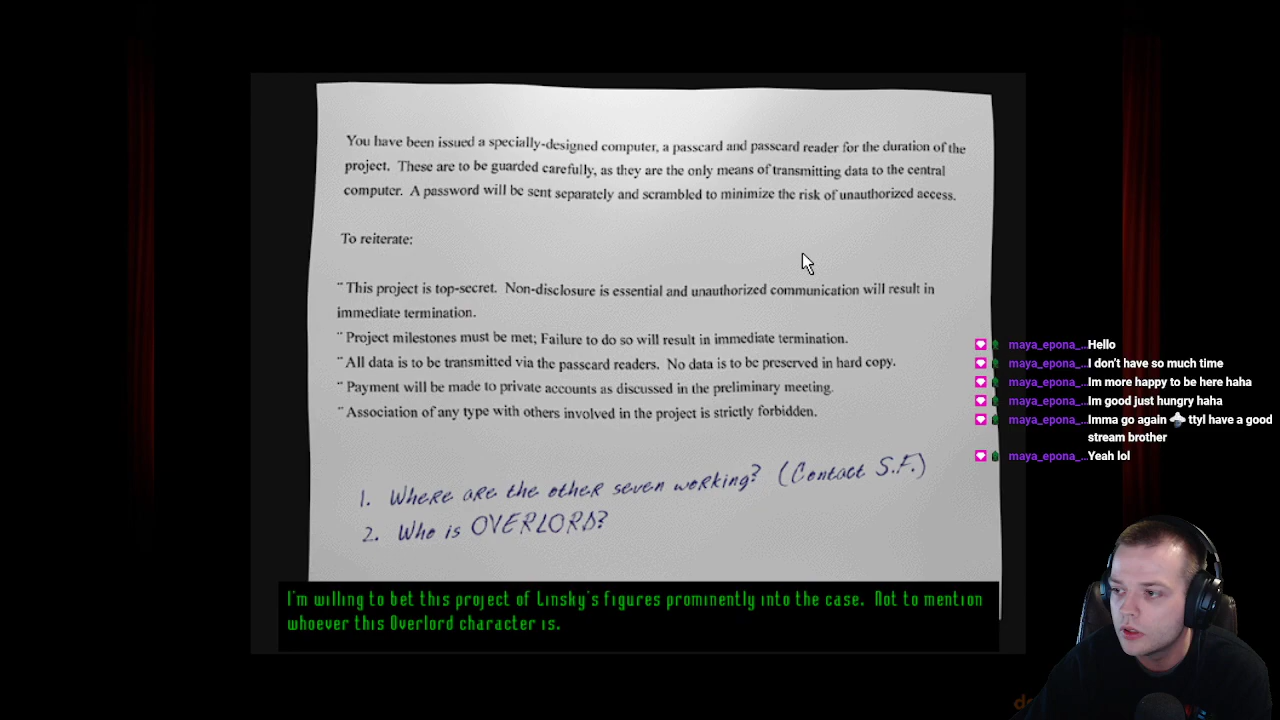 You have been issued a specially-designed computer, a passcard and passcard reader for the duration of the
project. These are to be guarded carefully, as they are the only means of transmitting data to the central
computer. A password will be sent separately and scrambled to minimize the risk of unauthorized access.
To reiterate:
¨This project is top-secret. Non-disclosure is essential and unauthorized communication will result in
immediate termination.
¨Project milestones must be met; Failure to do so will result in immediate termination.
¨All data is to be transmitted via the passcard readers. No data is to be preserved in hard copy.
¨Payment will be made to private accounts as discussed in the preliminary meeting.
¨Association of any type with others involved in the project is strictly forbidden.
1. Where are the other seven working? (Contact S.F.)
2. Who is OVERLORD?
I'm willing to bet this project of Linsky's figures prominently into the case. Not to mention
whoever this Overlord character is.
maya_epona_... Hello
maya_epona_... I don't have so much time
maya_epona_... Im more happy to be here haha
maya_epona_... Im good just hungry haha
maya_epona_... Imma go again ttyl have a good
stream brother
maya_epona_... Yeah lol